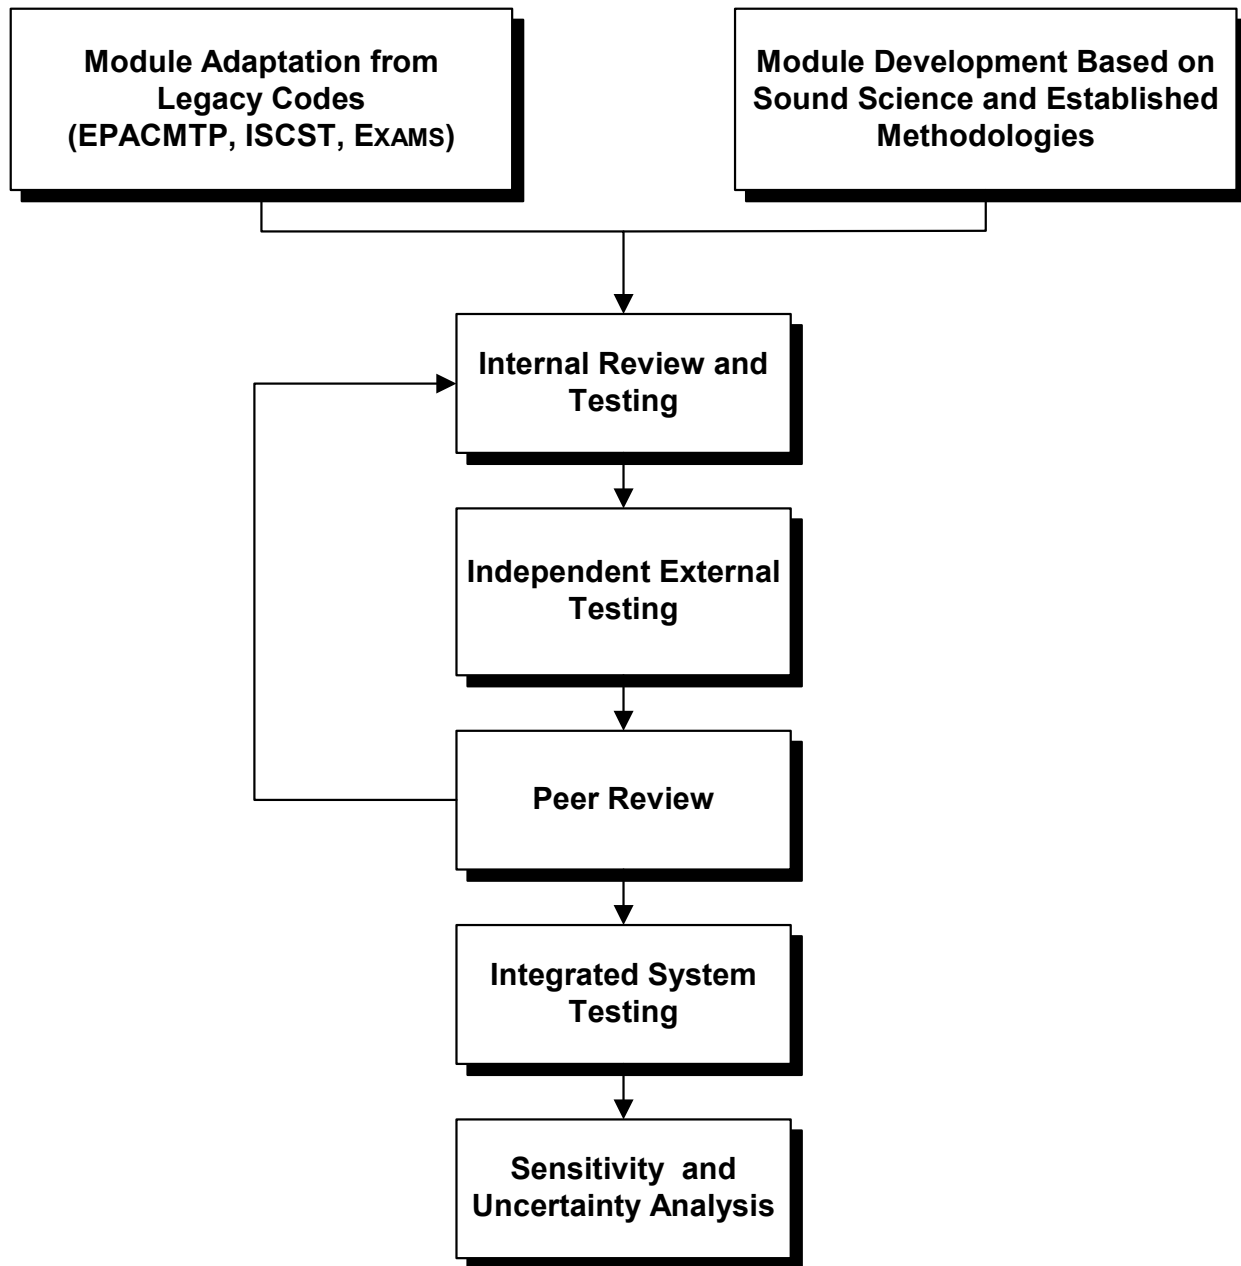 Module Adaptation from
Legacy Codes
(EPACMTP, ISCST, EXAMS)
Module Development Based on
Sound Science and Established
Methodologies
Internal Review and
Testing
Independent External
Testing
Peer Review
Integrated System
Testing
Sensitivity and
Uncertainty Analysis